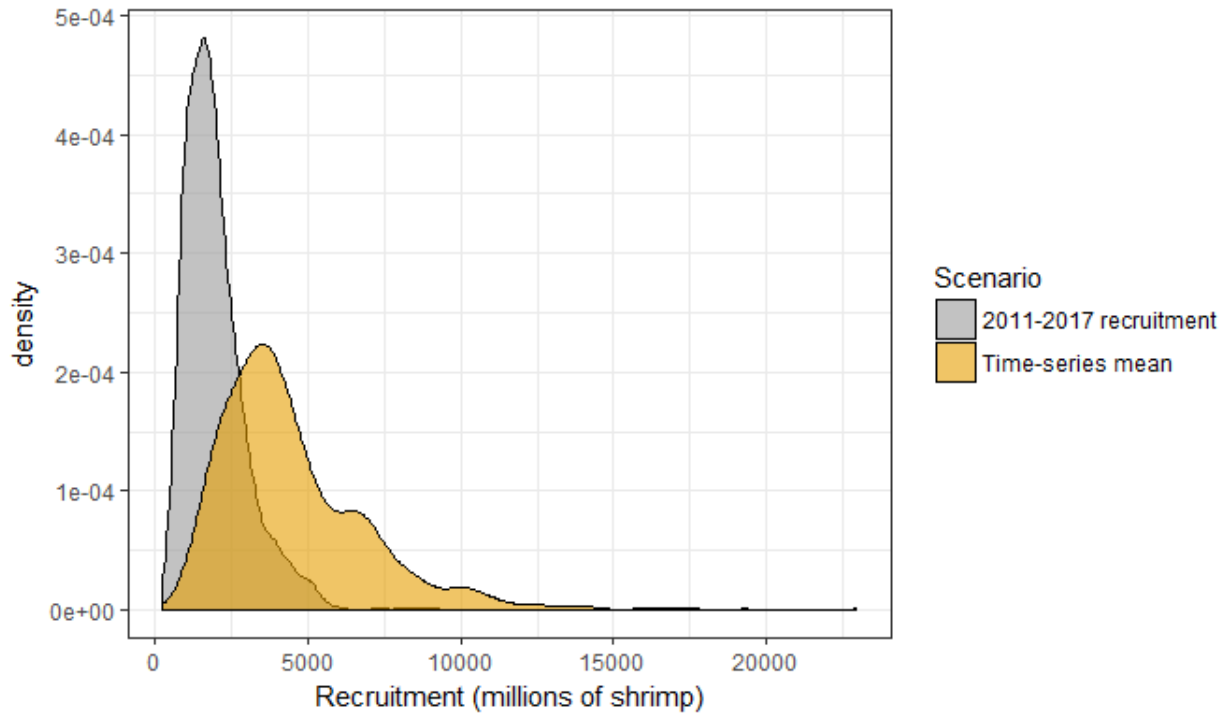 5e-04
4e-04
3e-04
2e-04
1e-04
0e+00
density
0 5000 10000 15000 20000
Recruitment (millions of shrimp)
Scenario
2011-2017 recruitment
Time-series mean